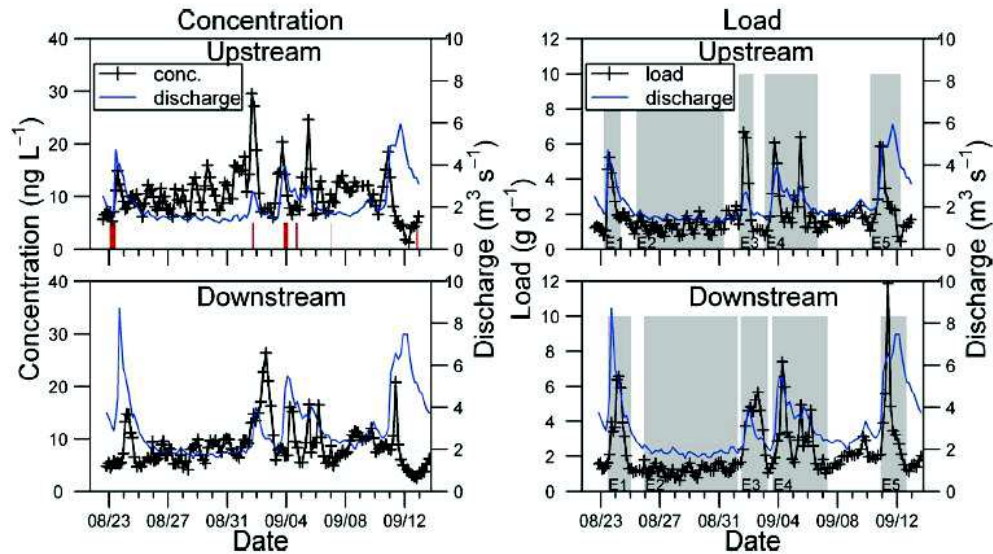 Concentration
Load
Upstream
conc.
discharge
40
30
20
10
0
10
8
6
4
2
0
Upstream
load
discharge
12
10
8
6
4
2
0
E1
E2
E3
E4
E5
10
8
6
4
2
0
Concentration (ng L⁻¹)
Discharge (m³ s⁻¹)
Load (g d⁻¹)
Discharge (m³ s⁻¹)
Downstream
40
30
20
10
0
10
8
6
4
2
0
08/23 08/27 08/31 09/04 09/08 09/12
Date
Downstream
12
10
8
6
4
2
0
E1
E2
E3
E4
E5
10
8
6
4
2
0
08/23 08/27 08/31 09/04 09/08 09/12
Date